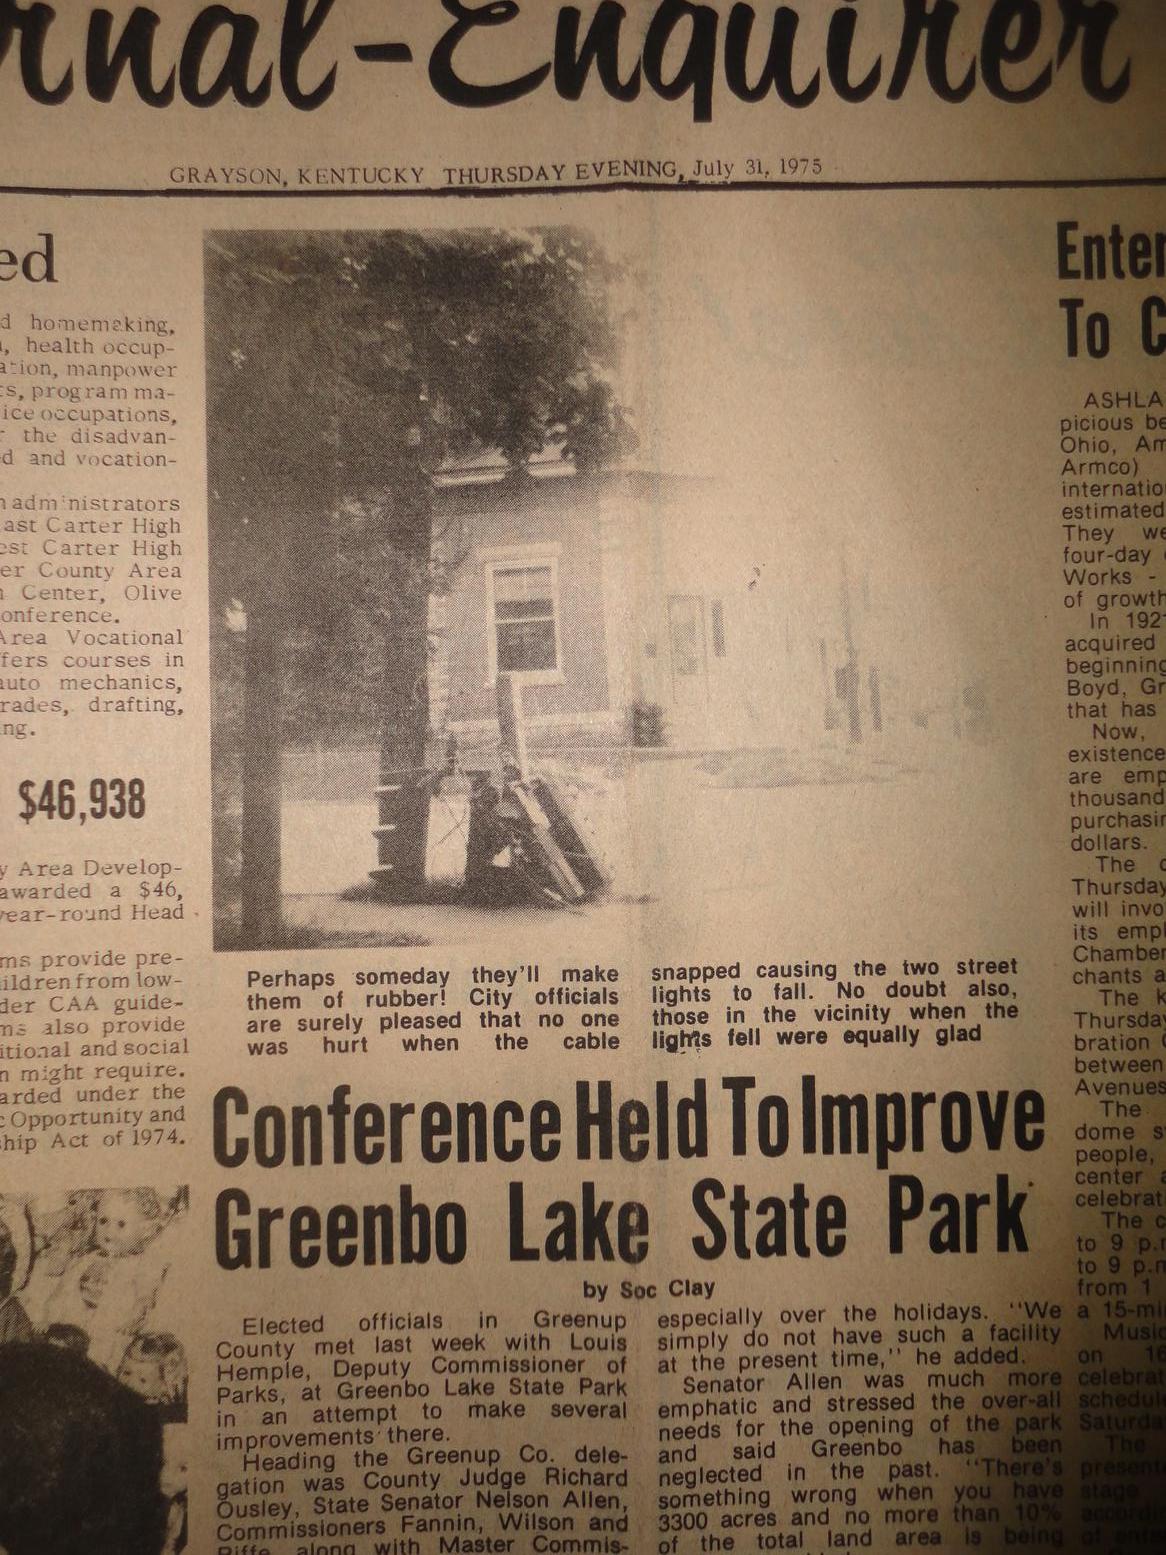 rnal-Enquirer
GRAYSON, KENTUCKY THURSDAY EVENING, July 31, 1975
ed
d homemaking,
, health occup-
ation, manpower
ts, program ma-
ice occupations,
r the disadvan-
d and vocation-
n adm'nistrators
ast Carter High
est Carter High
er County Area
n Center, Olive
onference.
Area Vocational
fers courses in
auto mechanics,
rades, drafting,
ng.
$46,938
y Area Develop-
awarded a $46,
year-round Head
ms provide pre-
ildren from low-
der CAA guide-
ms also provide
itional and social
n might require.
arded under the
c Opportunity and
ship Act of 1974.
Perhaps someday they'll make
them of rubber! City officials
are surely pleased that no one
was hurt when the cable
snapped causing the two street
lights to fall. No doubt also,
those in the vicinity when the
lights fell were equally glad
Conference Held To Improve
Greenbo Lake State Park
by Soc Clay
Elected officials in Greenup
County met last week with Louis
Hemple, Deputy Commissioner of
Parks, at Greenbo Lake State Park
in an attempt to make several
improvements there.
Heading the Greenup Co. dele-
gation was County Judge Richard
Ousley, State Senator Nelson Allen,
Commissioners Fannin, Wilson and
Riffe, along with Master Commis-
especially over the holidays. "We
simply do not have such a facility
at the present time," he added.
Senator Allen was much more
emphatic and stressed the over-all
needs for the opening of the park
and said Greenbo has been
neglected in the past. "There's
something wrong when you have
3300 acres and no more than 10%
of the total land area is being
Enter
To C
ASHLA
picious be
Ohio, Am
Armco)
internatio
estimated
They we
four-day
Works -
of growth
In 192
acquired
beginning
Boyd, Gr
that has
Now,
existence
are emp
thousand
purchasin
dollars.
The c
Thursday
will invo
its empl
Chamber
chants a
The K
Thursday
bration
between
Avenues
The
dome s
people,
center a
celebrat
The c
to 9 p.m
to 9 p.m
from 1
a 15-mi
Music
on 16
celebrat
schedule
Saturda
The
presente
stage
accordi
of ente